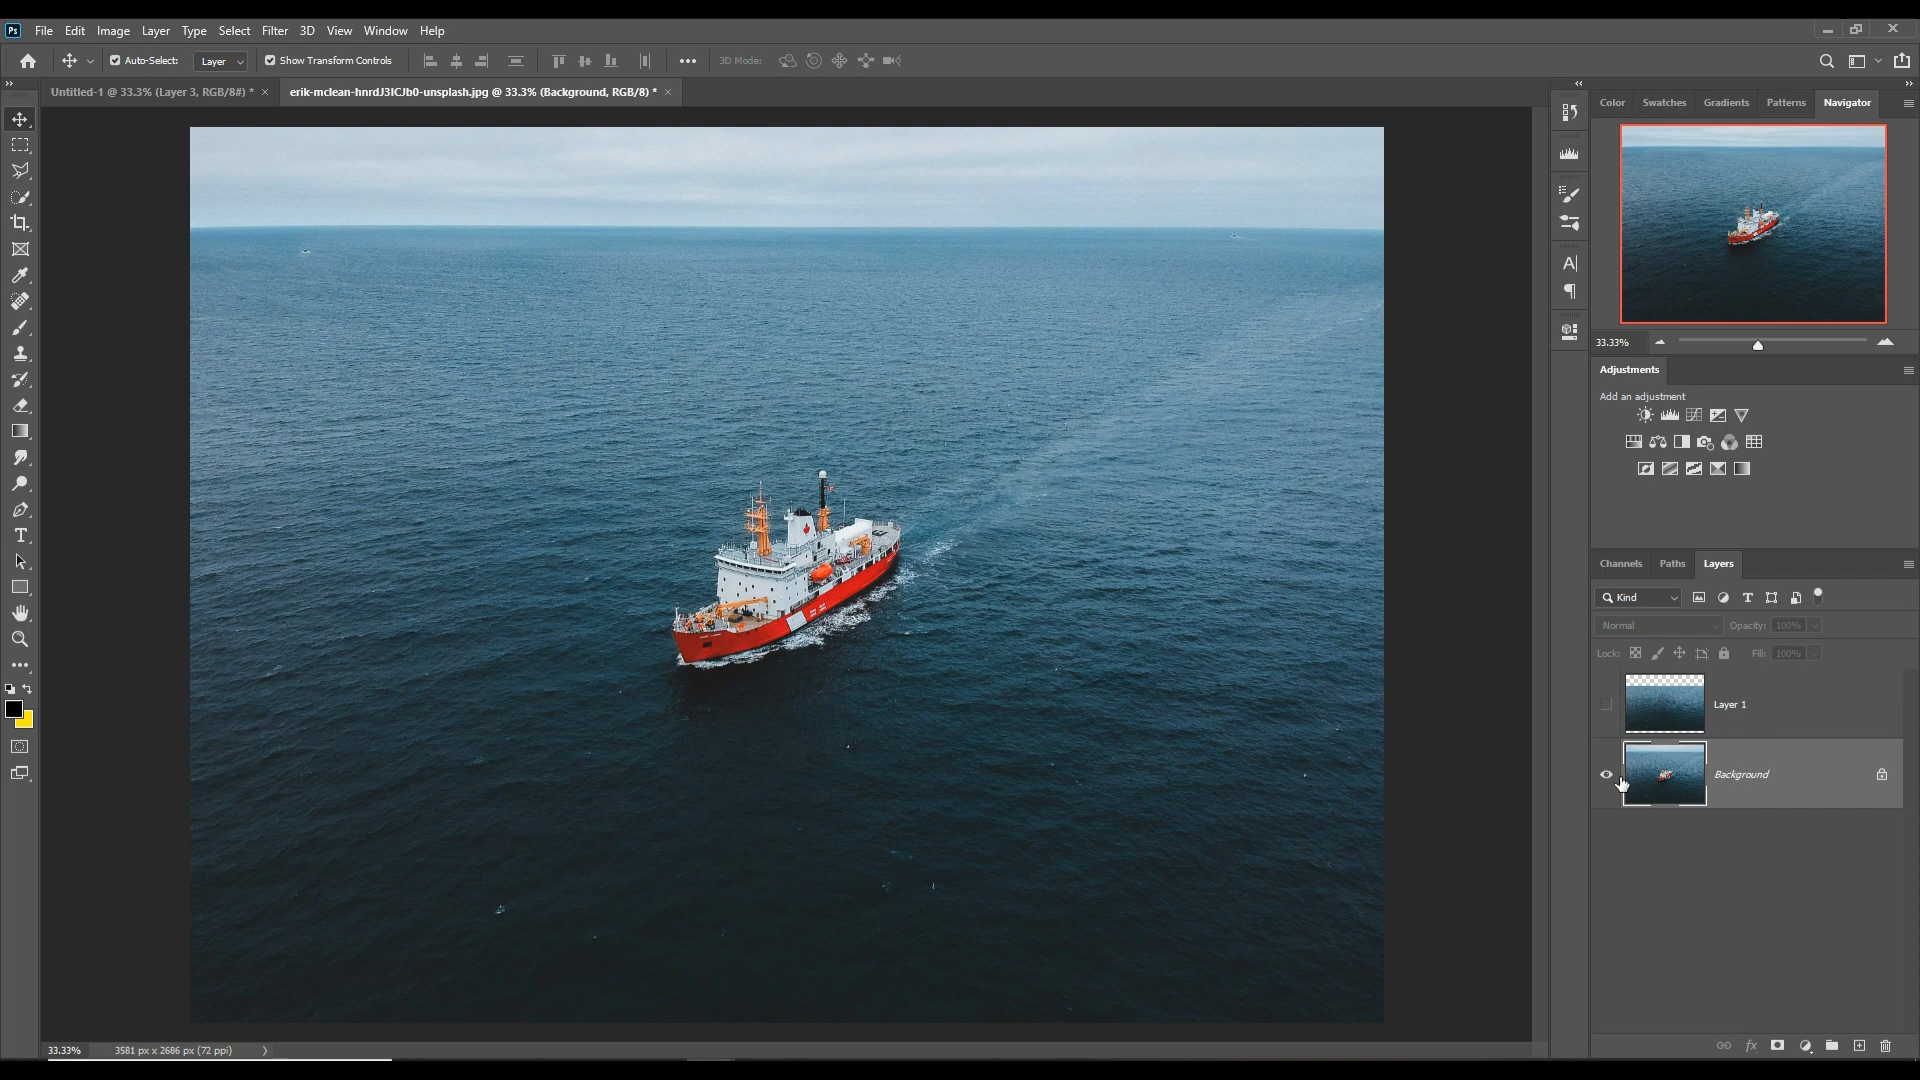 Ps File Edit Image Layer Type Select Filter 3D View Window Help
Auto-Select: Layer Show Transform Controls 3D Mode:
Untitled-1 @ 33.3% (Layer 3, RGB/8#) * × erik-mclean-hnrdJ3ICJb0-unsplash.jpg @ 33.3% (Background, RGB/8) * ×
Color Swatches Gradients Patterns Navigator
33.33%
Adjustments
Add an adjustment
Channels Paths Layers
Kind
Normal Opacity: 100%
Lock: Fill: 100%
Layer 1
Background
33.33% 3581 px x 2686 px (72 ppi)